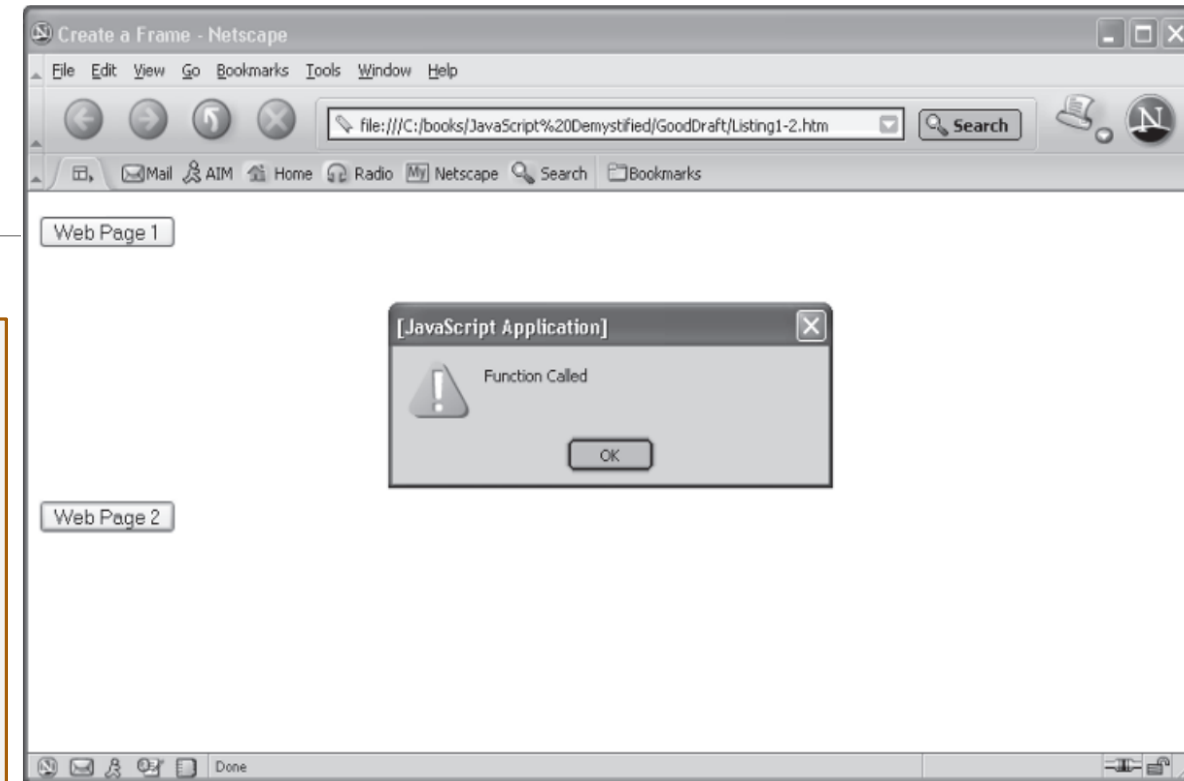 Create a Frame - Netscape
File Edit View Go Bookmarks Tools Window Help
file:///C:/books/JavaScript%20Demystified/GoodDraft/Listing1-2.htm Search N
Mail AIM Home Radio My Netscape Search Bookmarks
Web Page 1
[JavaScript Application]
Function Called
OK
Web Page 2
Done